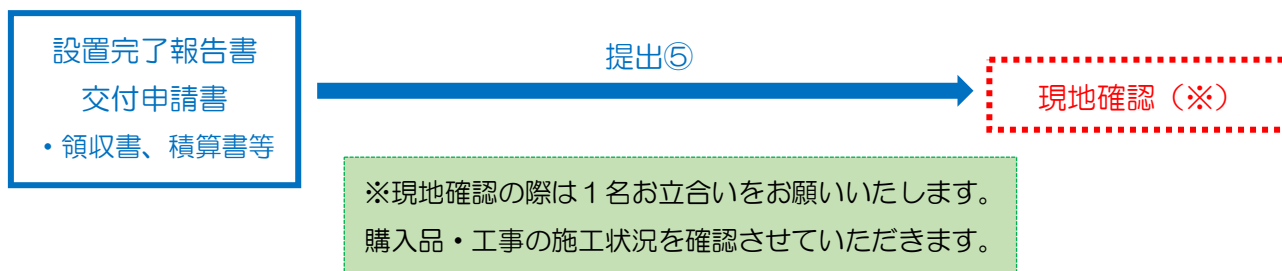 設置完了報告書
交付申請書
・領収書、積算書等
提出⑤
現地確認（※）
※現地確認の際は１名お立合いをお願いいたします。
購入品・工事の施工状況を確認させていただきます。